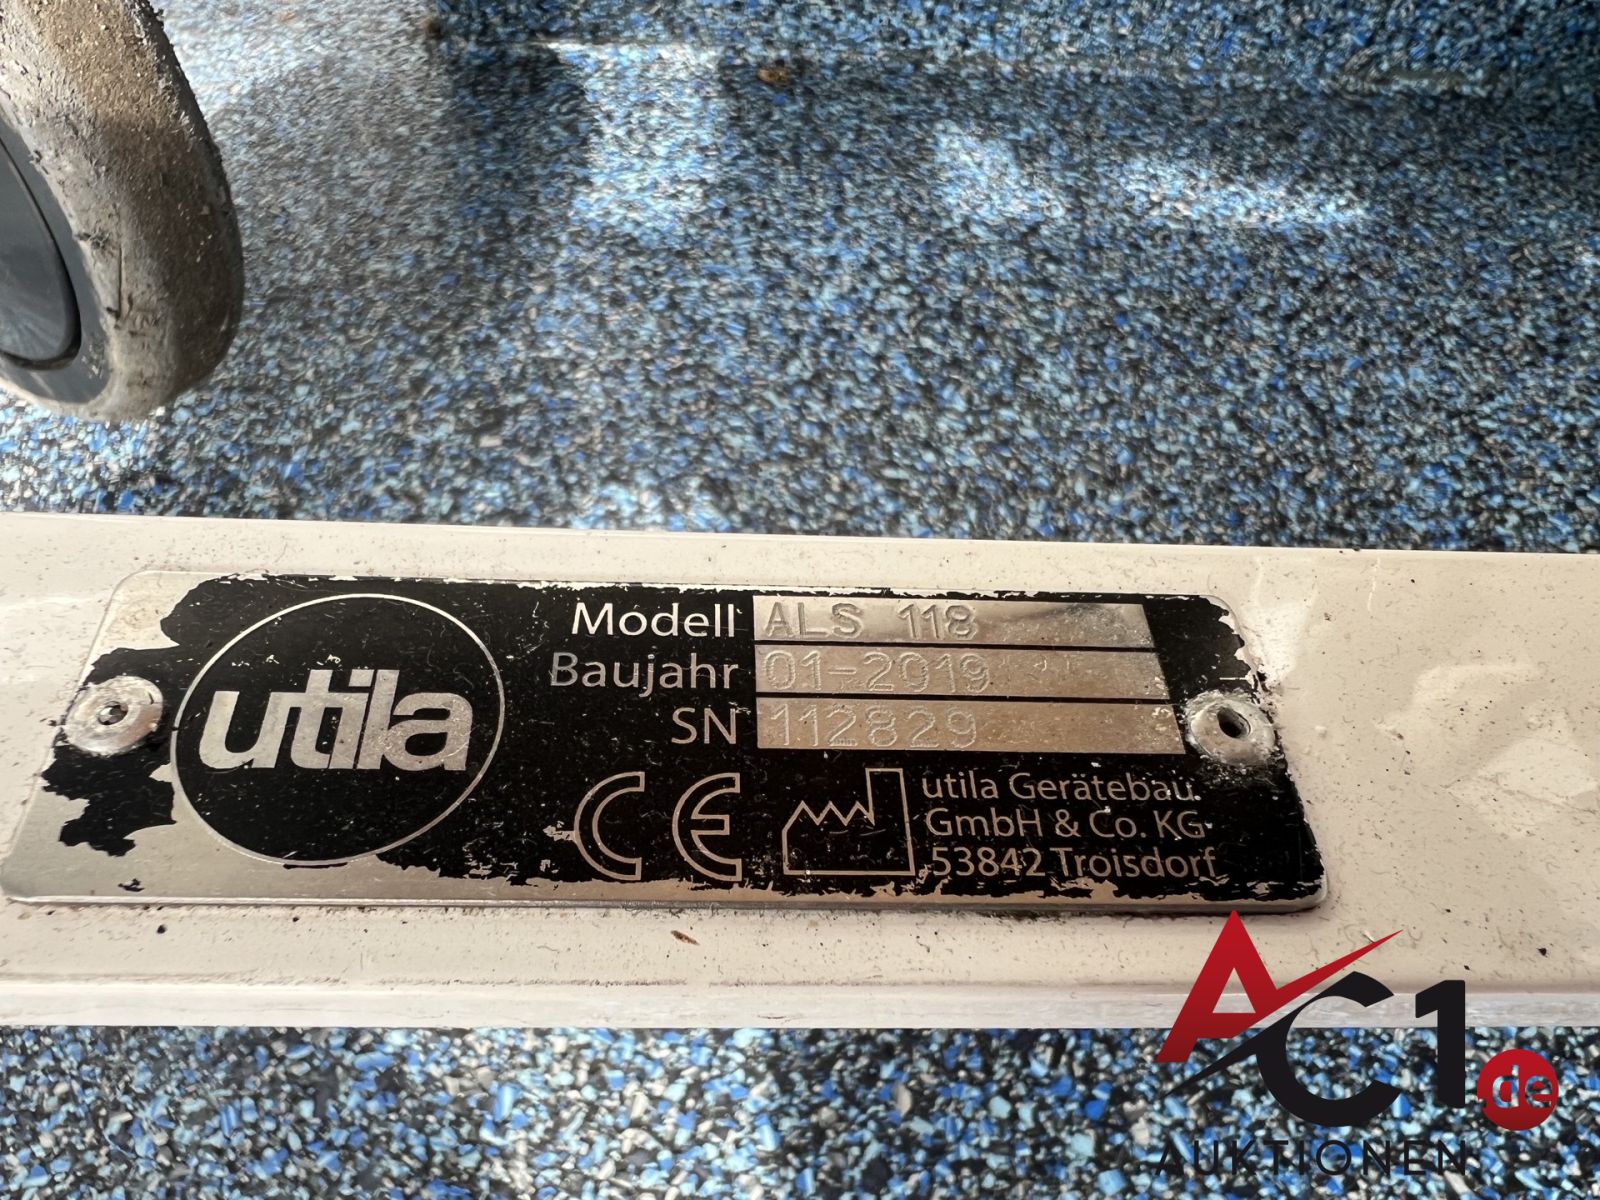 utila
Modell ALS 118
Baujahr 01-2019
SN 112829
CE
utila Gerätebau
GmbH & Co. KG
53842 Troisdorf
AC1.de
AUKTIONEN